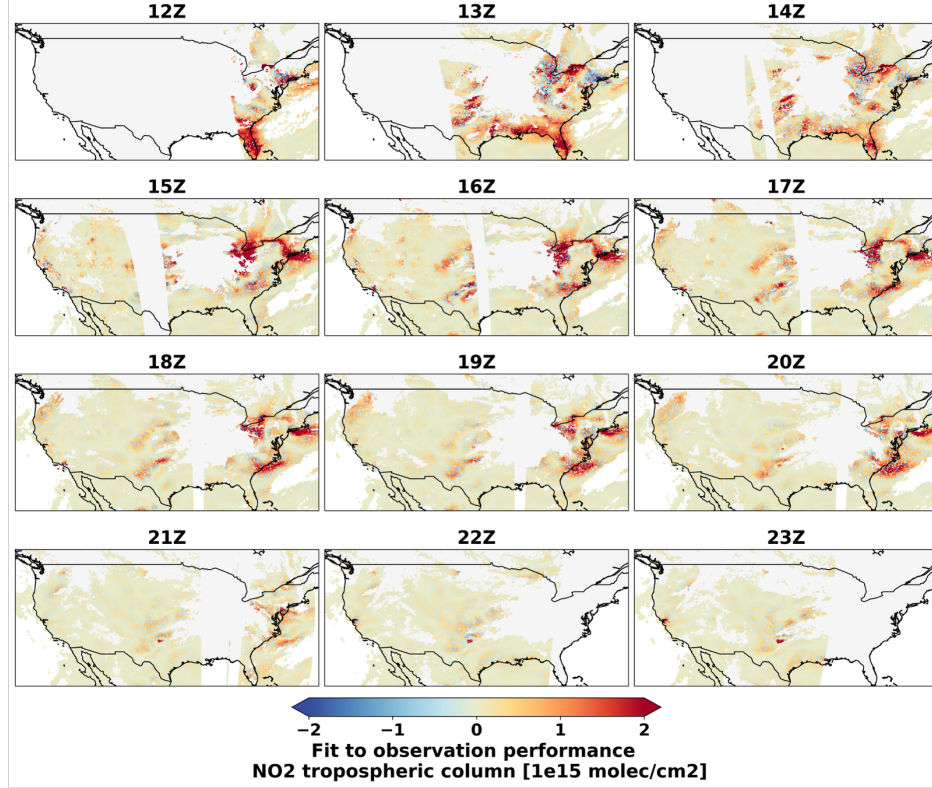 12Z
13Z
14Z
15Z
16Z
17Z
18Z
19Z
20Z
21Z
22Z
23Z
−2
−1
0
1
2
Fit to observation performance
NO2 tropospheric column [1e15 molec/cm2]